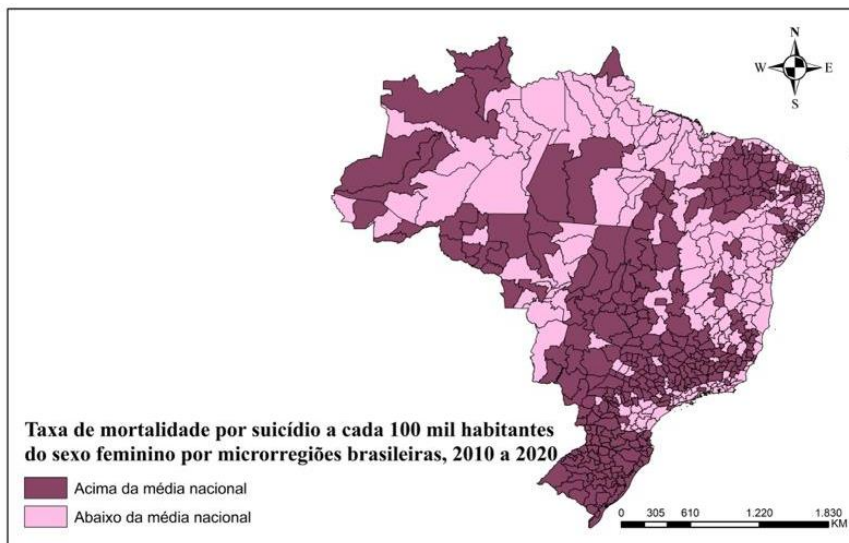 N
W E
S
Taxa de mortalidade por suicídio a cada 100 mil habitantes
do sexo feminino por microrregiões brasileiras, 2010 a 2020
Acima da média nacional
Abaixo da média nacional
0 305 610 1.220 1.830
KM